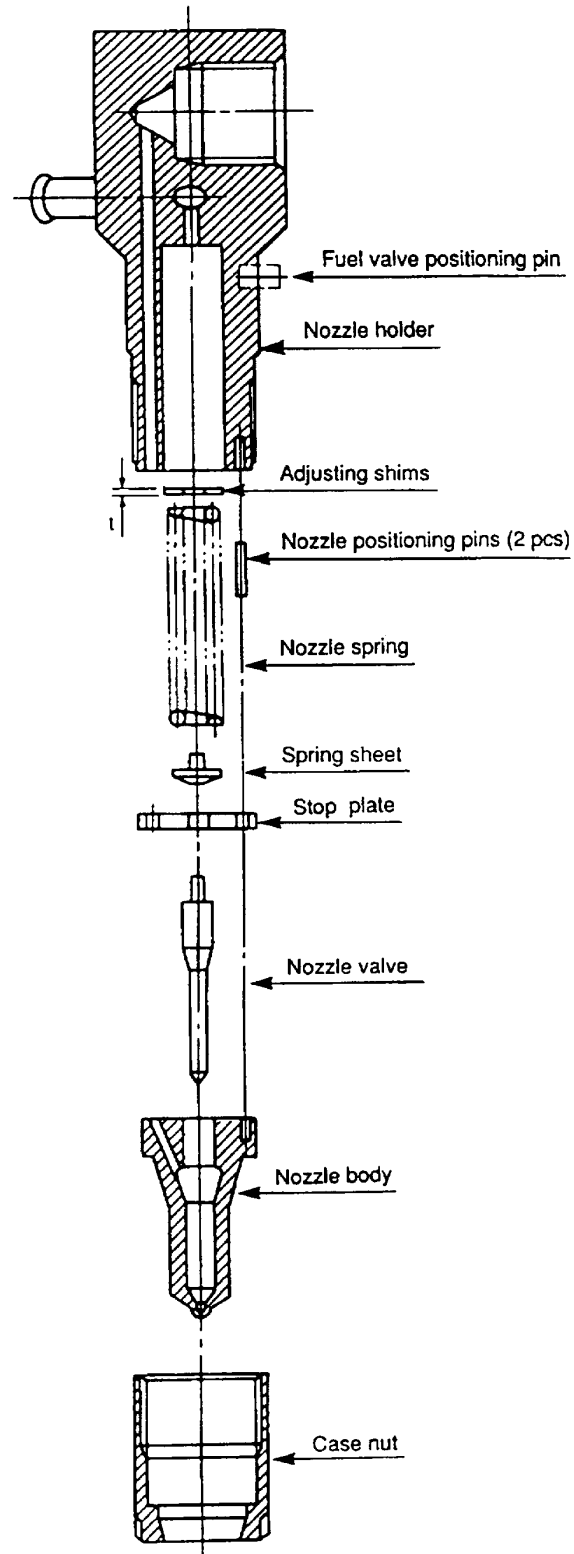 Fuel valve positioning pin
Nozzle holder
Adjusting shims
t
Nozzle positioning pins (2 pcs)
Nozzle spring
Spring sheet
Stop plate
Nozzle valve
Nozzle body
Case nut